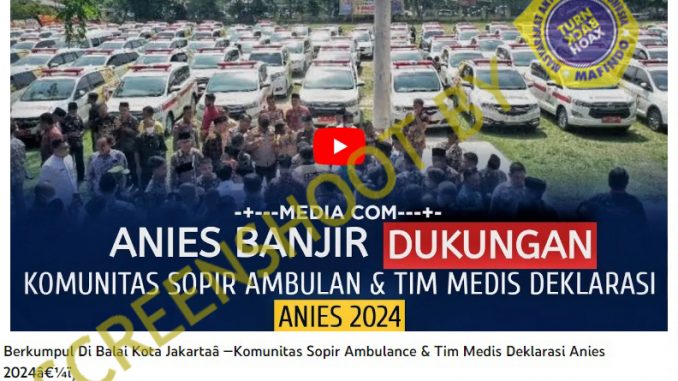 TURN
BACK
HOAX
MAFINDO
-+---MEDIA COM---+-
ANIES BANJIR DUKUNGAN
KOMUNITAS SOPIR AMBULAN & TIM MEDIS DEKLARASI
ANIES 2024
SCREENSHOOT BY
Berkumpul Di Balai Kota Jakartaâ —Komunitas Sopir Ambulance & Tim Medis Deklarasi Anies
2024â€¼ï¸